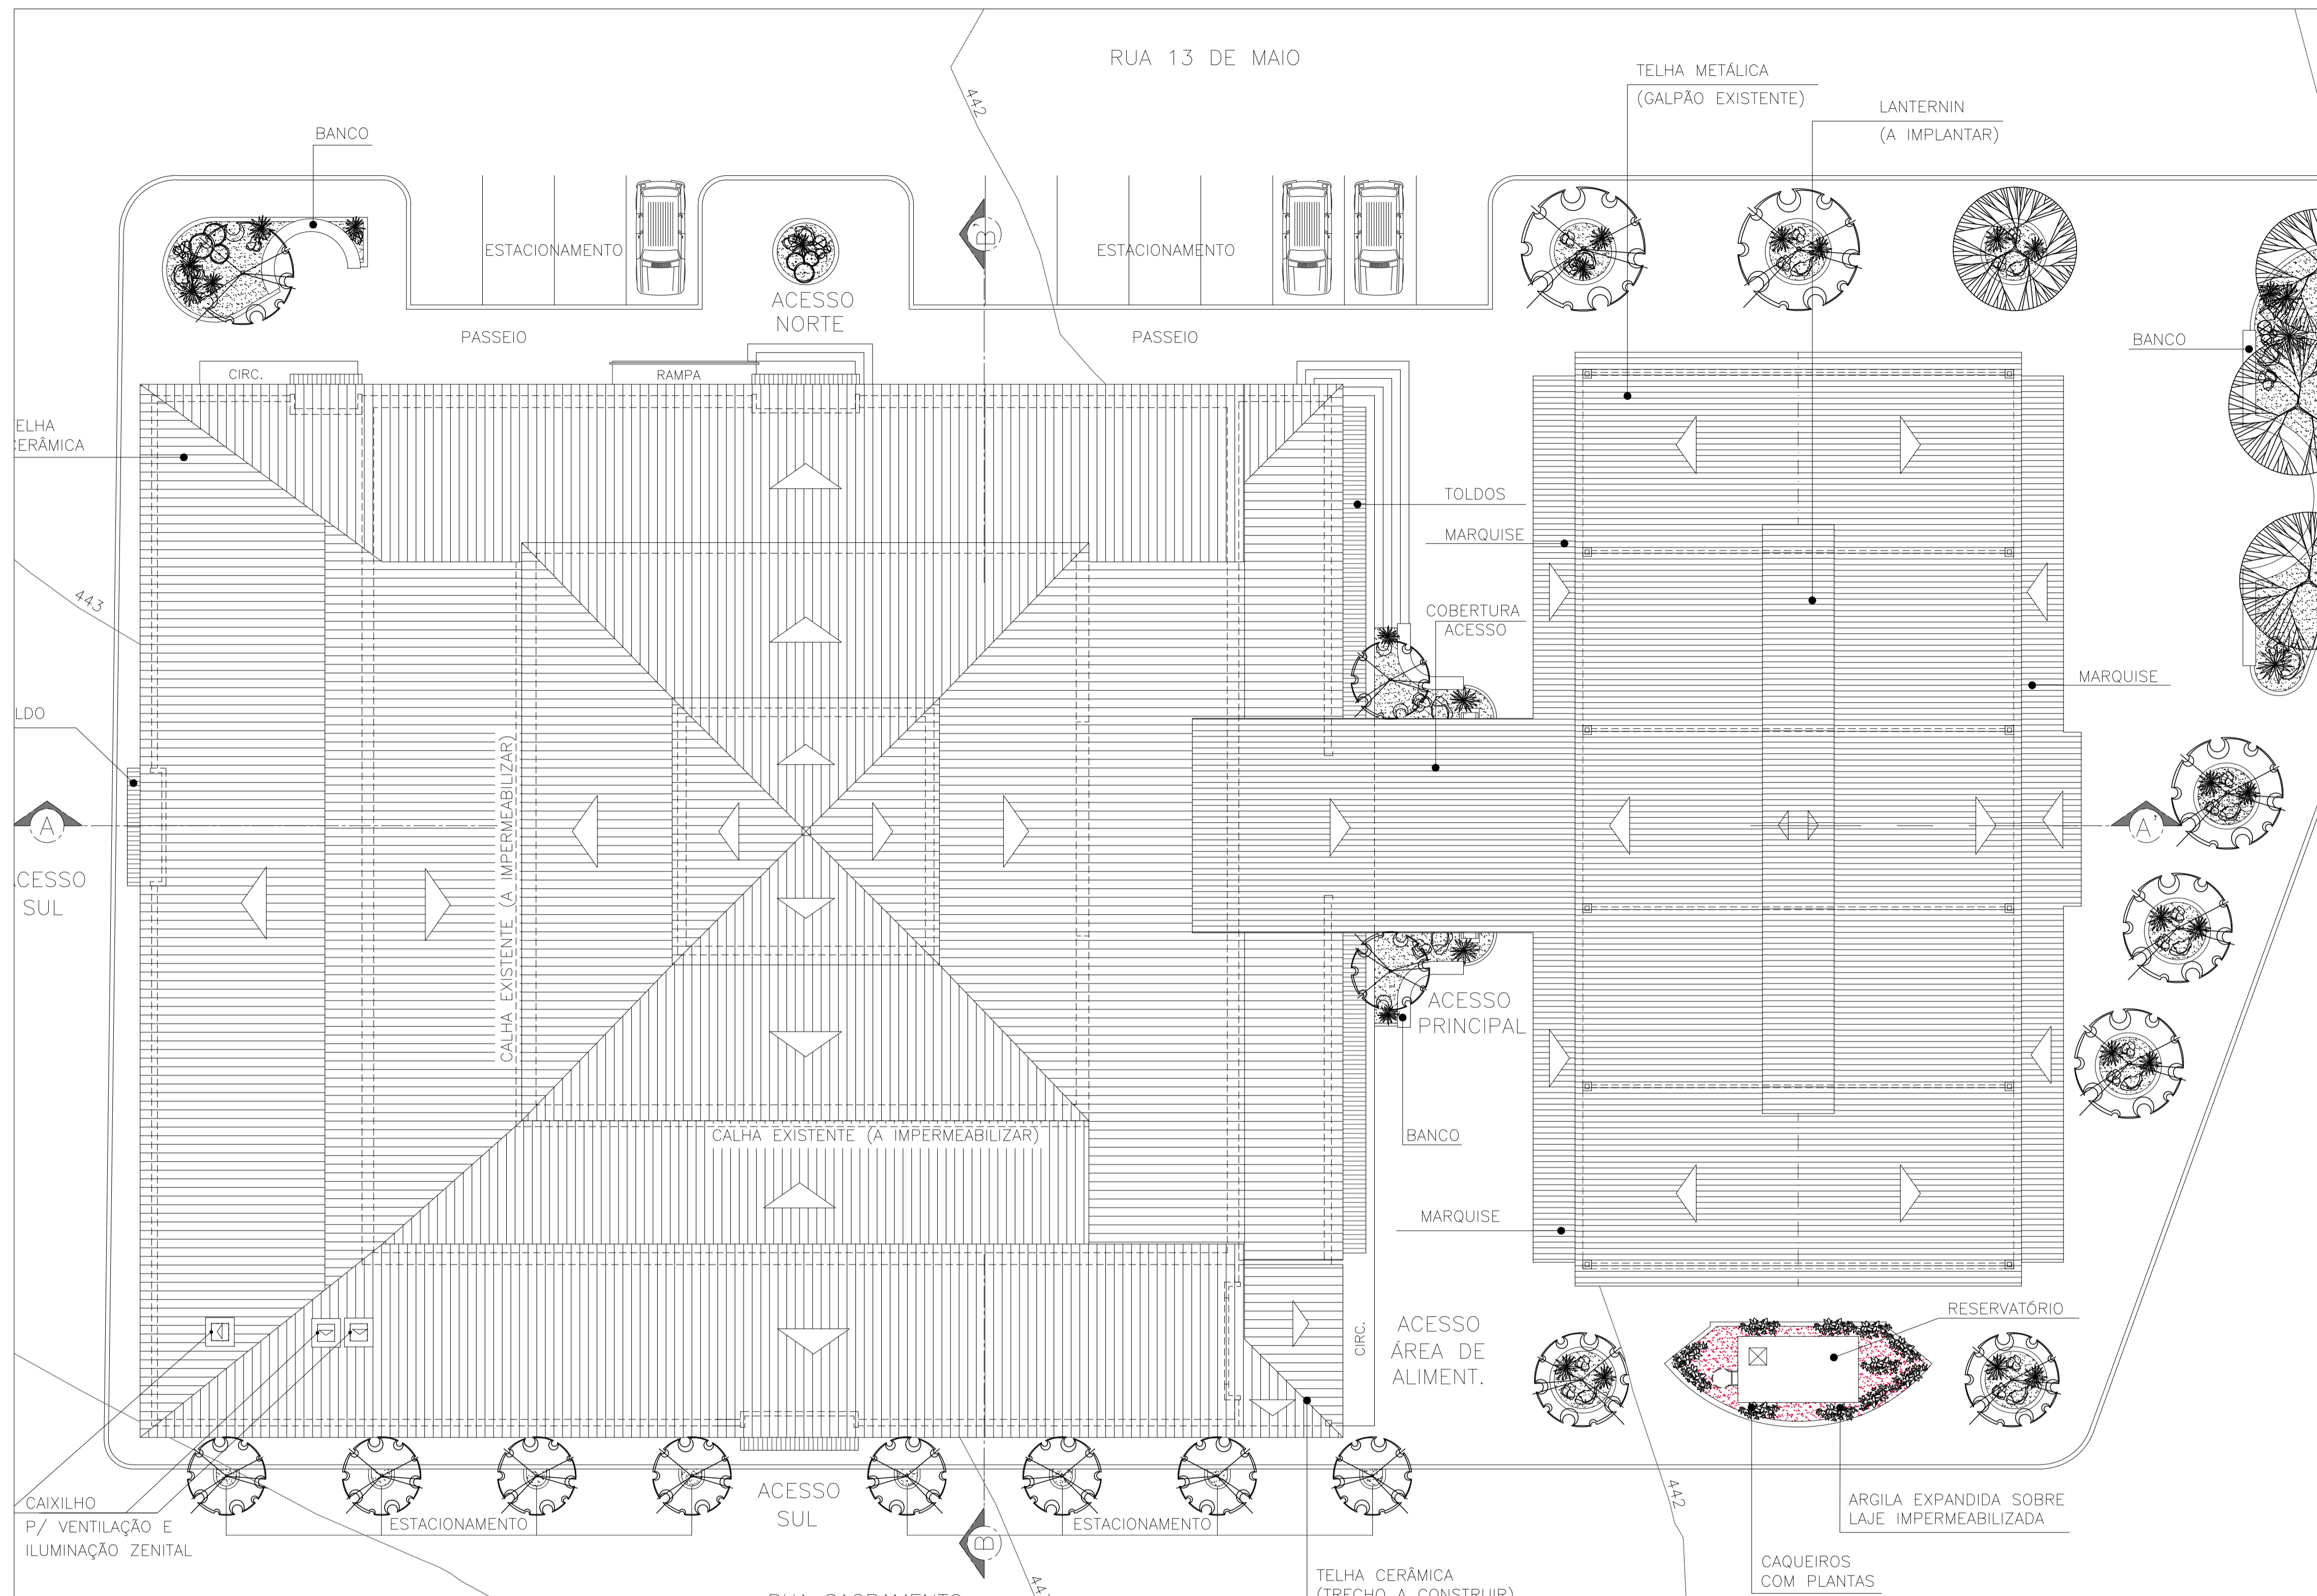 RUA 13 DE MAIO
TELHA METÁLICA
(GALPÃO EXISTENTE)
LANTERNIN
(A IMPLANTAR)
442
BANCO
ESTACIONAMENTO
B'
ESTACIONAMENTO
ACESSO
NORTE
PASSEIO
PASSEIO
BANCO
CIRC.
RAMPA
CERÂMICA
TOLDOS
MARQUISE
443
COBERTURA
ACESSO
MARQUISE
CALHA EXISTENTE (A IMPERMEABILIZAR)
A
A'
SUL
ACESSO
PRINCIPAL
BANCO
CALHA EXISTENTE (A IMPERMEABILIZAR)
MARQUISE
RESERVATÓRIO
CIRC.
ACESSO
ÁREA DE
ALIMENT.
CAIXILHO
P/ VENTILAÇÃO E
ILUMINAÇÃO ZENITAL
ESTACIONAMENTO
ACESSO
SUL
B
ESTACIONAMENTO
442
ARGILA EXPANDIDA SOBRE
LAJE IMPERMEABILIZADA
CAQUEIROS
COM PLANTAS
TELHA CERÂMICA
(TRECHO A CONSTRUIR)